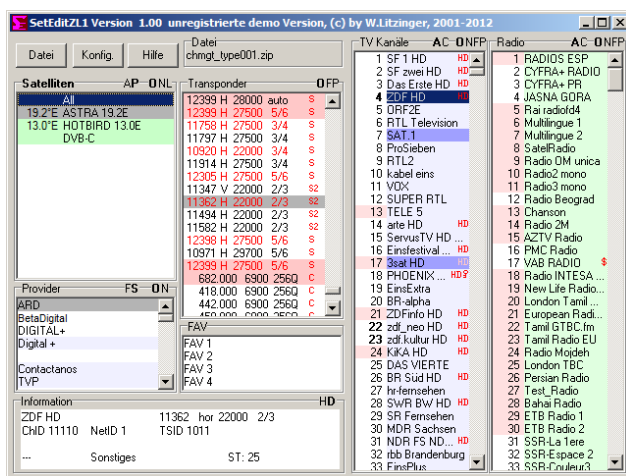 SetEditZL1 Version 1.00 unregistrierte demo Version, (c) by W.Litzinger, 2001-2012
Datei
Konfig.
Hilfe
Datei
chmgt_type001.zip
Satelliten AP ONL
All
19.2°E ASTRA 19.2E
13.0°E HOTBIRD 13.0E
DVB-C
Transponder OFP
12399 H 28000 auto S
12399 H 27500 5/6 S
11758 H 27500 3/4 S
11797 H 27500 3/4 S
10920 H 22000 3/4 S
11914 H 27500 3/4 S
12305 H 27500 5/6 S
11347 V 22000 2/3 S2
11362 H 22000 2/3 S2
11494 H 22000 2/3 S2
11582 H 22000 2/3 S2
12398 H 27500 5/6 S
10971 H 29700 5/6 S
12399 H 27500 5/6 S
682.000 6900 256Q C
418.000 6900 256Q C
442.000 6900 256Q C
450.000 6900 256Q C
Provider FS ON
ARD
BetaDigital
DIGITAL+
Digital +
Contactanos
TVP
FAV
FAV 1
FAV 2
FAV 3
FAV 4
Information HD-
ZDF HD 11362 hor 22000 2/3
ChID 11110 NetID 1 TSID 1011
--- Sonstiges ST: 25
TV Kanäle AC ONFP
1 SF 1 HD HD
2 SF zwei HD HD
3 Das Erste HD HD
4 ZDF HD HD
5 ORF2E
6 RTL Television
7 SAT.1
8 ProSieben
9 RTL2
10 kabel eins
11 VOX
12 SUPER RTL
13 TELE 5
14 arte HD HD
15 ServusTV HD ...
16 Einsfestival ... HD
17 3sat HD HD
18 PHOENIX ... HD?
19 EinsExtra
20 BR-alpha
21 ZDFinfo HD HD
22 zdf_neo HD HD
23 zdf.kultur HD HD
24 KiKA HD HD
25 DAS VIERTE
26 BR Süd HD HD
27 hr-fernsehen
28 SWR BW HD HD
29 SR Fernsehen
30 MDR Sachsen
31 NDR FS ND... HD
32 rbb Brandenburg
33 EinsPlus
Radio AC ONFP
1 RADIOS ESP
2 CYFRA+ RADIO
3 CYFRA+ PR
4 JASNA GORA
5 Rai radiofd4
6 Multilingue 1
7 Multilingue 2
8 SatelRadio
9 Radio OM unica
10 Radio2 mono
11 Radio3 mono
12 Radio Beograd
13 Chanson
14 Radio 2M
15 AZTV Radio
16 PMC Radio
17 VAB RADIO $
18 Radio INTESA ...
19 New Life Radio...
20 London Tamil ...
21 European Radi...
22 Tamil GTBC.fm
23 Tamil Radio EU
24 Radio Mojdeh
25 London TBC
26 Persian Radio
27 Test_Radio
28 Bahai Radio
29 ETB Radio 1
30 ETB Radio 2
31 SSR-La 1ere
32 SSR-Espace 2
33 SSR-Couleur3